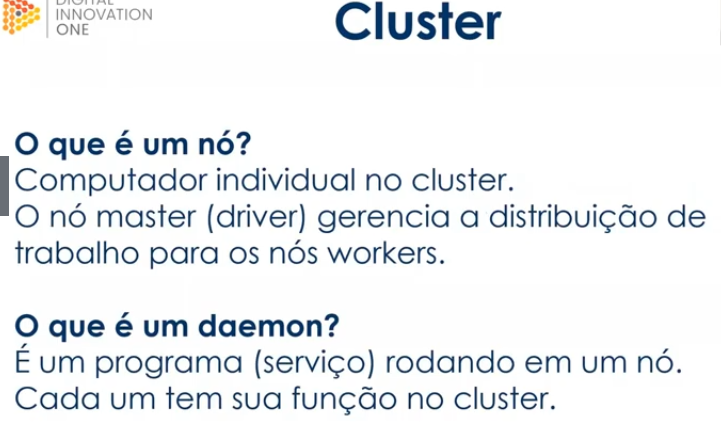 DIGITAL
INNOVATION
ONE
Cluster
O que é um nó?
Computador individual no cluster.
O nó master (driver) gerencia a distribuição de
trabalho para os nós workers.
O que é um daemon?
É um programa (serviço) rodando em um nó.
Cada um tem sua função no cluster.